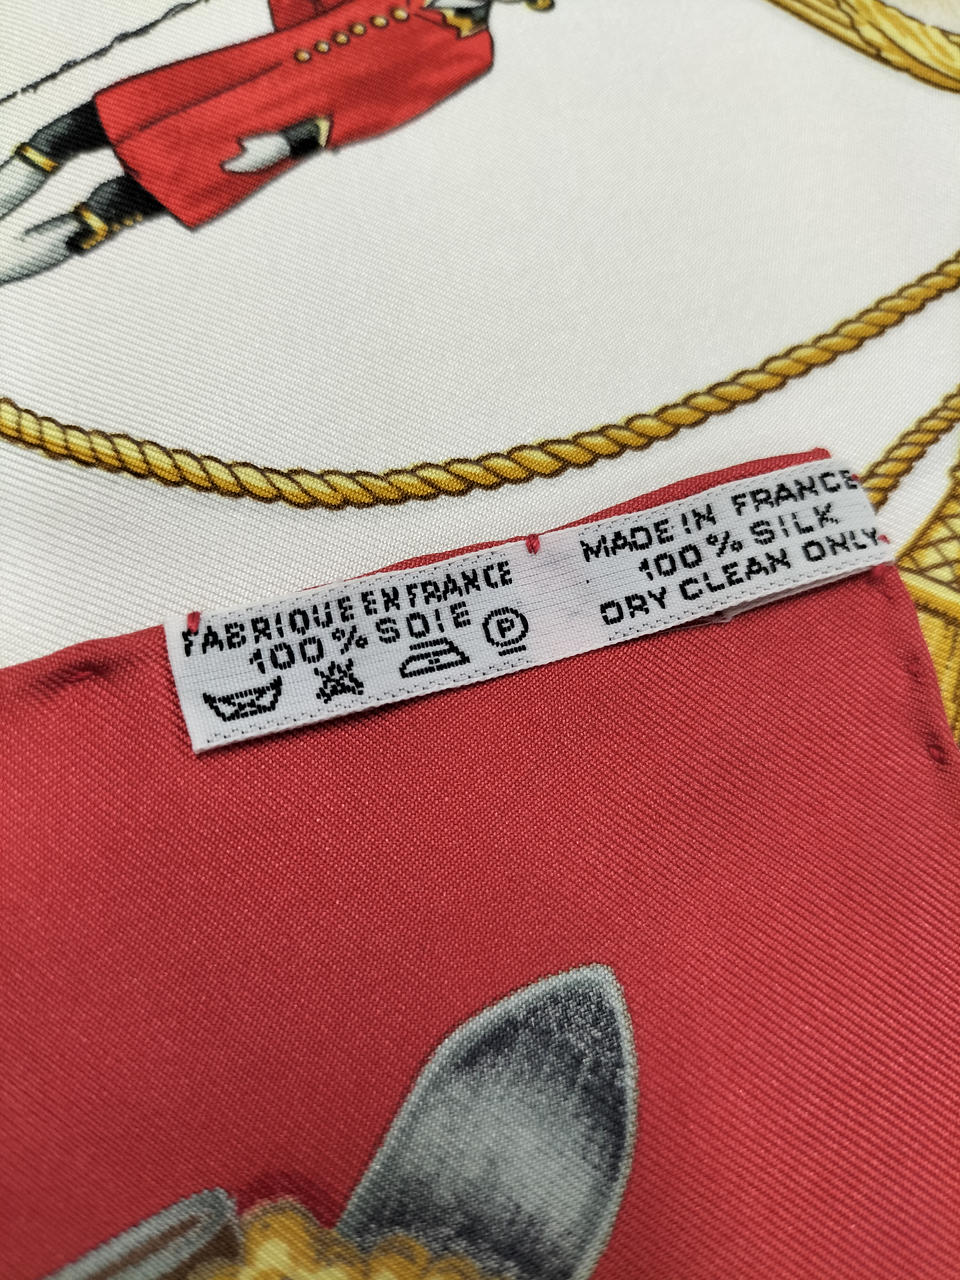 FABRIQUE EN FRANCE
100% SOIE
P
MADE IN FRANCE
100% SILK
DRY CLEAN ONLY